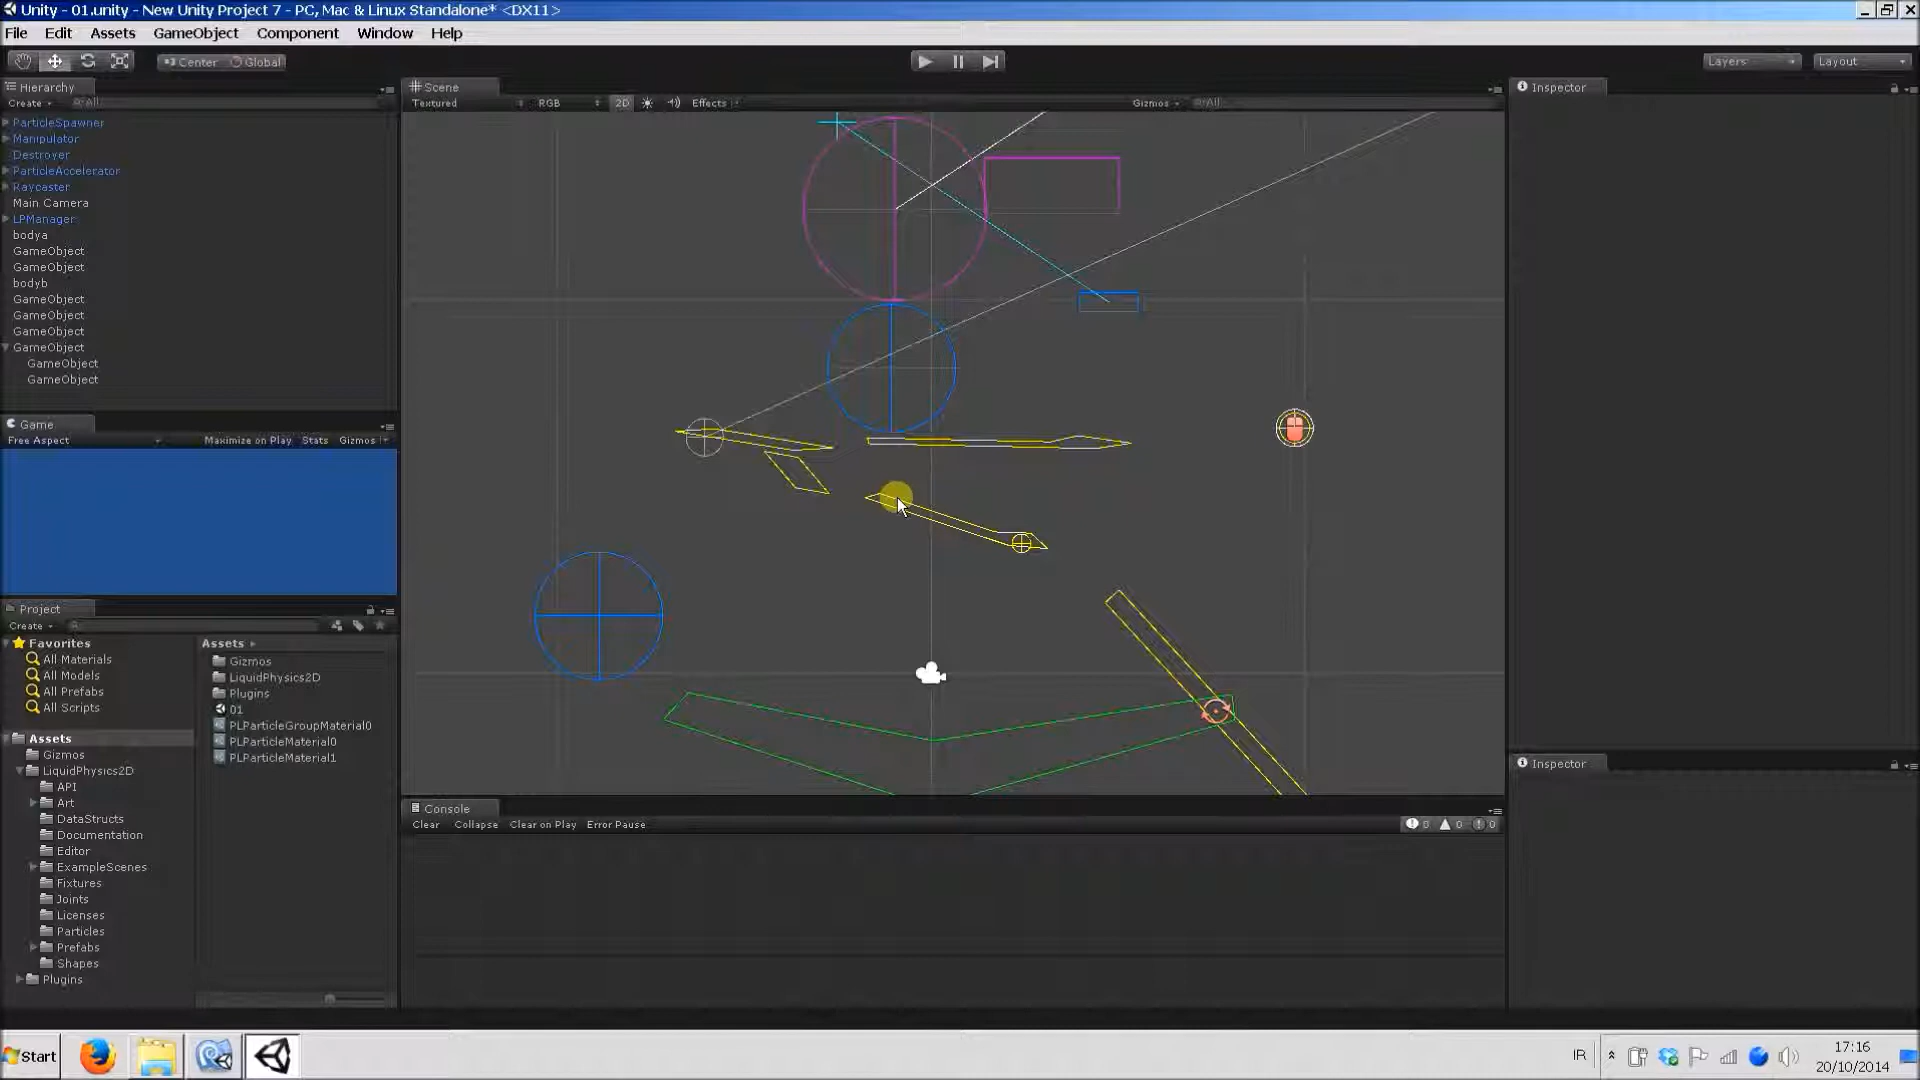 Unity - 01.unity - New Unity Project 7 - PC, Mac & Linux Standalone* <DX11>
File Edit Assets GameObject Component Window Help
Center Global Layers Layout
Hierarchy
Create All
ParticleSpawner
Manipulator
Destroyer
ParticleAccelerator
Raycaster
Main Camera
LPManager
bodya
GameObject
GameObject
bodyb
GameObject
GameObject
GameObject
GameObject
GameObject
GameObject
Game
Free Aspect Maximize on Play Stats Gizmos
Project
Create
Favorites
All Materials
All Models
All Prefabs
All Scripts
Assets
Gizmos
LiquidPhysics2D
API
Art
DataStructs
Documentation
Editor
ExampleScenes
Fixtures
Joints
Licenses
Particles
Prefabs
Shapes
Plugins
Assets
Gizmos
LiquidPhysics2D
Plugins
01
PLParticleGroupMaterial0
PLParticleMaterial0
PLParticleMaterial1
Scene
Textured RGB 2D Effects Gizmos All
Console
Clear Collapse Clear on Play Error Pause 0 0 0
Inspector
Inspector
Start
IR
17:16
20/10/2014